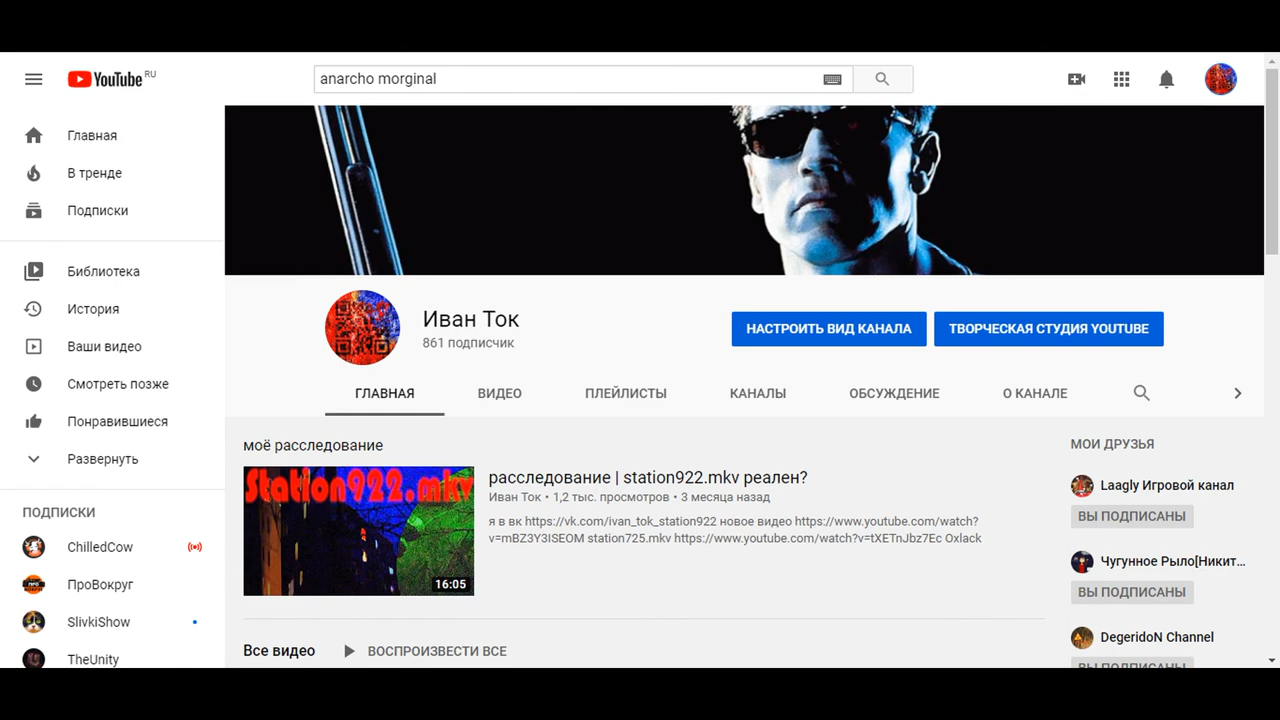 YouTube RU
anarcho morginal
Главная
В тренде
Подписки
Библиотека
История
Ваши видео
Смотреть позже
Понравившиеся
Развернуть
ПОДПИСКИ
ChilledCow
ПроВокруг
SlivkiShow
TheUnity
Иван Ток
861 подписчик
НАСТРОИТЬ ВИД КАНАЛА
ТВОРЧЕСКАЯ СТУДИЯ YOUTUBE
ГЛАВНАЯ
ВИДЕО
ПЛЕЙЛИСТЫ
КАНАЛЫ
ОБСУЖДЕНИЕ
О КАНАЛЕ
моё расследование
Station922.mkv
16:05
расследование | station922.mkv реален?
Иван Ток • 1,2 тыс. просмотров • 3 месяца назад
я в вк https://vk.com/ivan_tok_station922 новое видео https://www.youtube.com/watch?
v=mBZ3Y3ISEOM station725.mkv https://www.youtube.com/watch?v=tXETnJbz7Ec Oxlack
Все видео
ВОСПРОИЗВЕСТИ ВСЕ
МОИ ДРУЗЬЯ
Laagly Игровой канал
ВЫ ПОДПИСАНЫ
Чугунное Рыло[Никит...
ВЫ ПОДПИСАНЫ
DegeridoN Channel
ВЫ ПОДПИСАНЫ